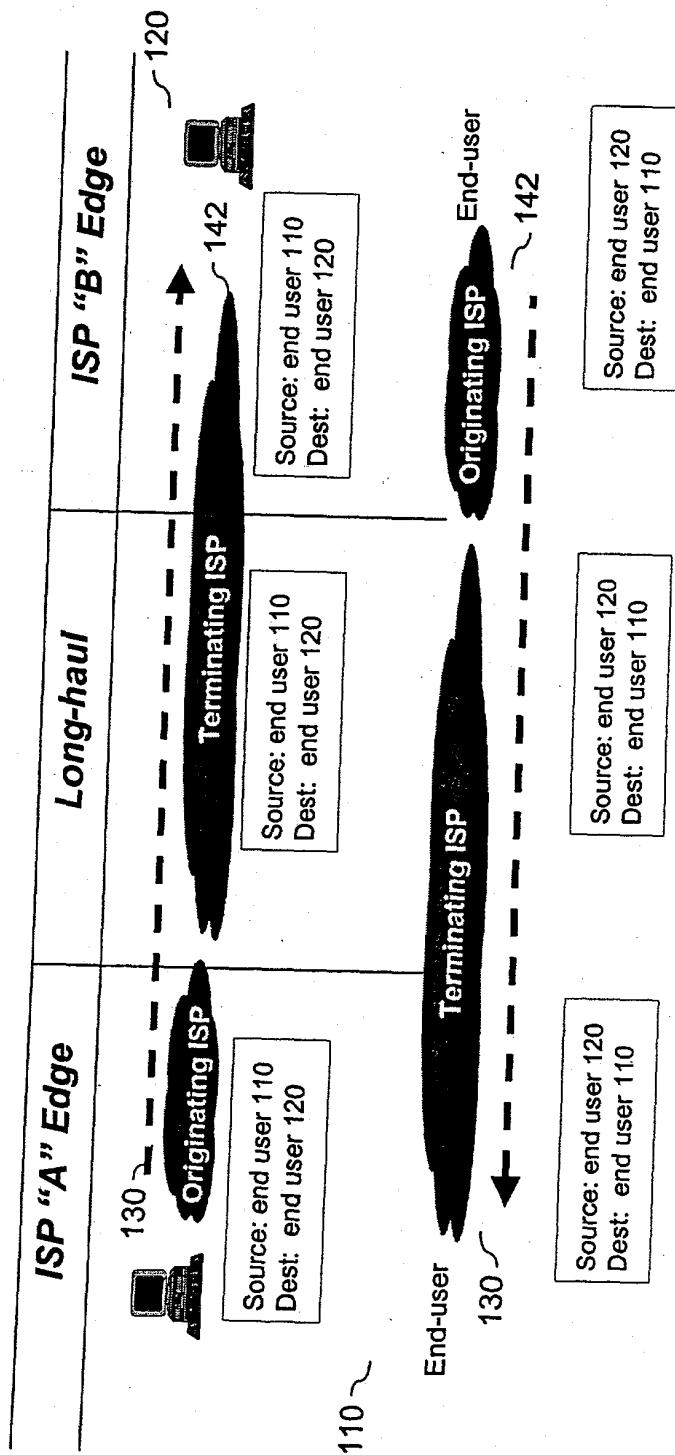 ISP “A” Edge
Long-haul
ISP “B” Edge
120
130
142
Originating ISP
Terminating ISP
Source: end user 110
Dest: end user 120
Source: end user 110
Dest: end user 120
Source: end user 110
Dest: end user 120
110
End-user
End-user
Terminating ISP
Originating ISP
130
142
Source: end user 120
Dest: end user 110
Source: end user 120
Dest: end user 110
Source: end user 120
Dest: end user 110